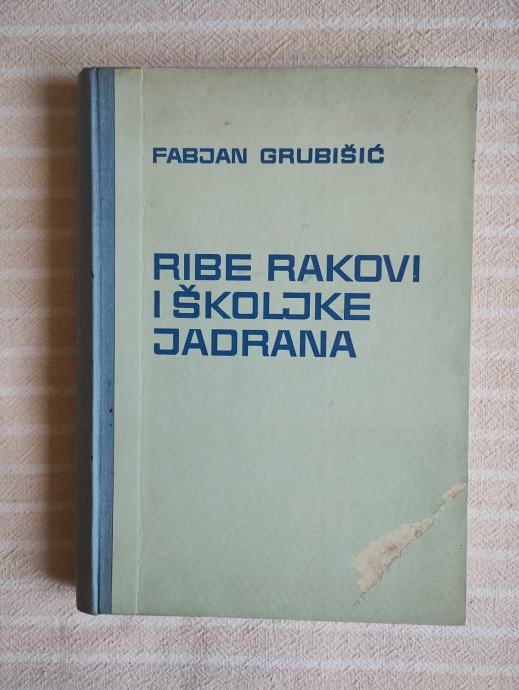 FABJAN GRUBIŠIĆ
RIBE RAKOVI
I ŠKOLJKE
JADRANA